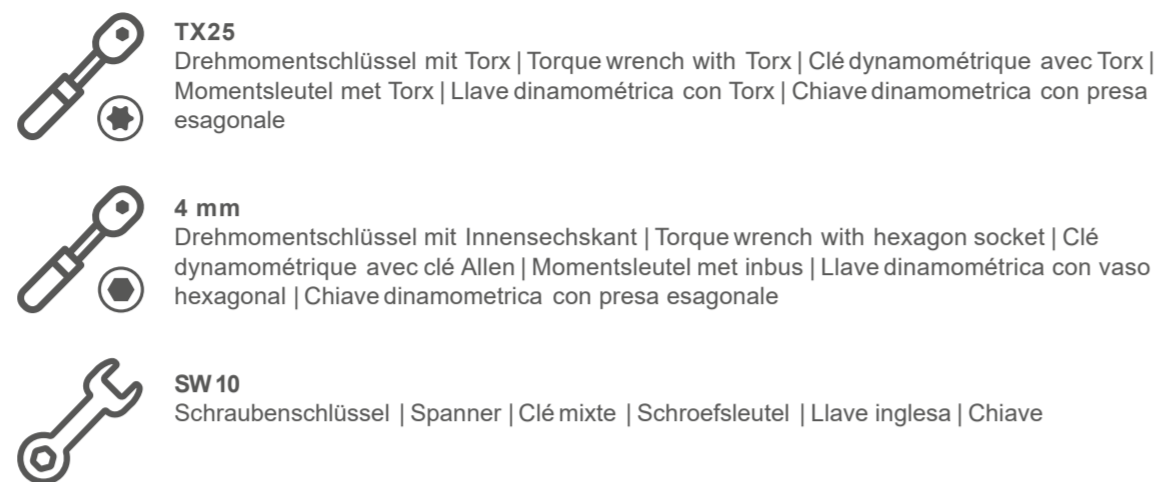 TX25
Drehmomentschlüssel mit Torx | Torque wrench with Torx | Clé dynamométrique avec Torx |
Momentsleutel met Torx | Llave dinamométrica con Torx | Chiave dinamometrica con presa
esagonale
4 mm
Drehmomentschlüssel mit Innensechskant | Torque wrench with hexagon socket | Clé
dynamométrique avec clé Allen | Momentsleutel met inbus | Llave dinamométrica con vaso
hexagonal | Chiave dinamometrica con presa esagonale
SW 10
Schraubenschlüssel | Spanner | Clé mixte | Schroefsleutel | Llave inglesa | Chiave